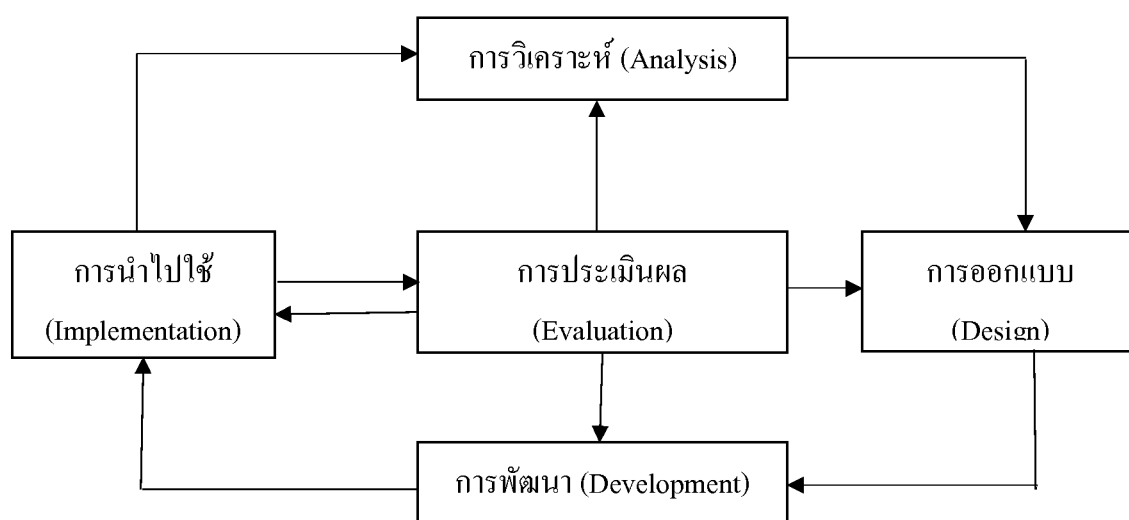 การวิเคราะห์ (Analysis)
การนำไปใช้
(Implementation)
การประเมินผล
(Evaluation)
การออกแบบ
(Design)
การพัฒนา (Development)